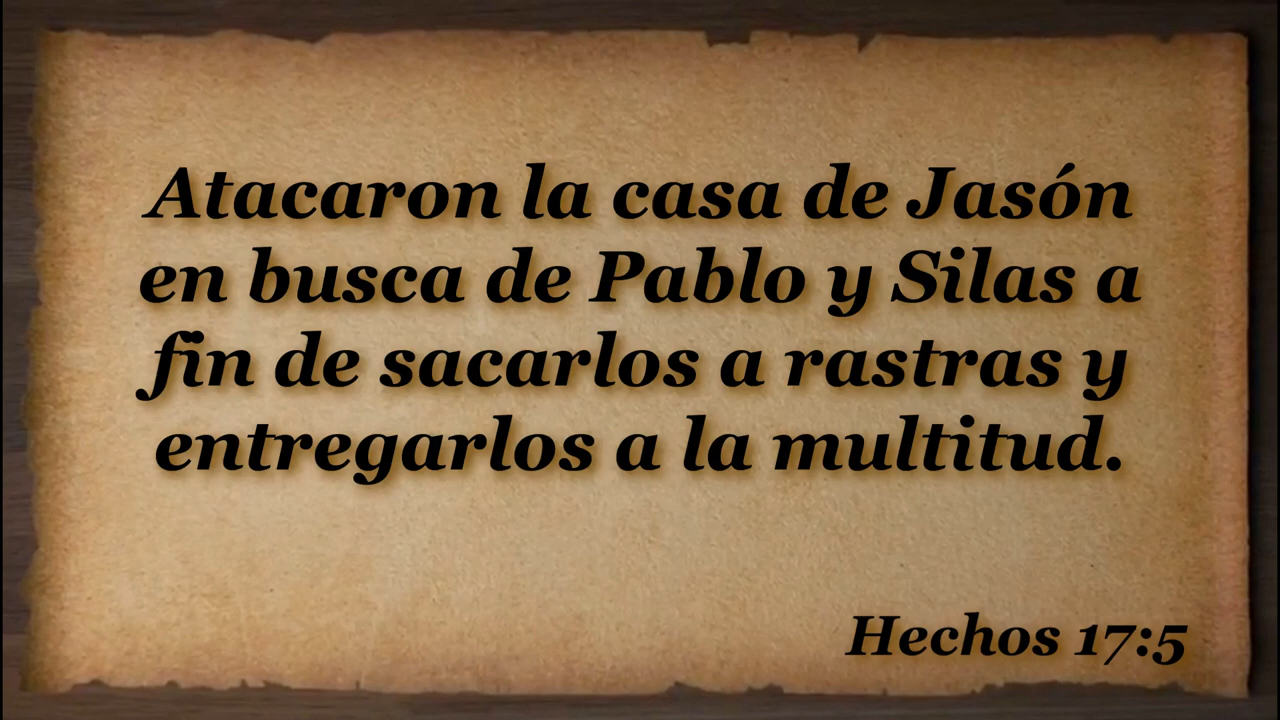 Atacaron la casa de Jasón
en busca de Pablo y Silas a
fin de sacarlos a rastras y
entregarlos a la multitud.
Hechos 17:5